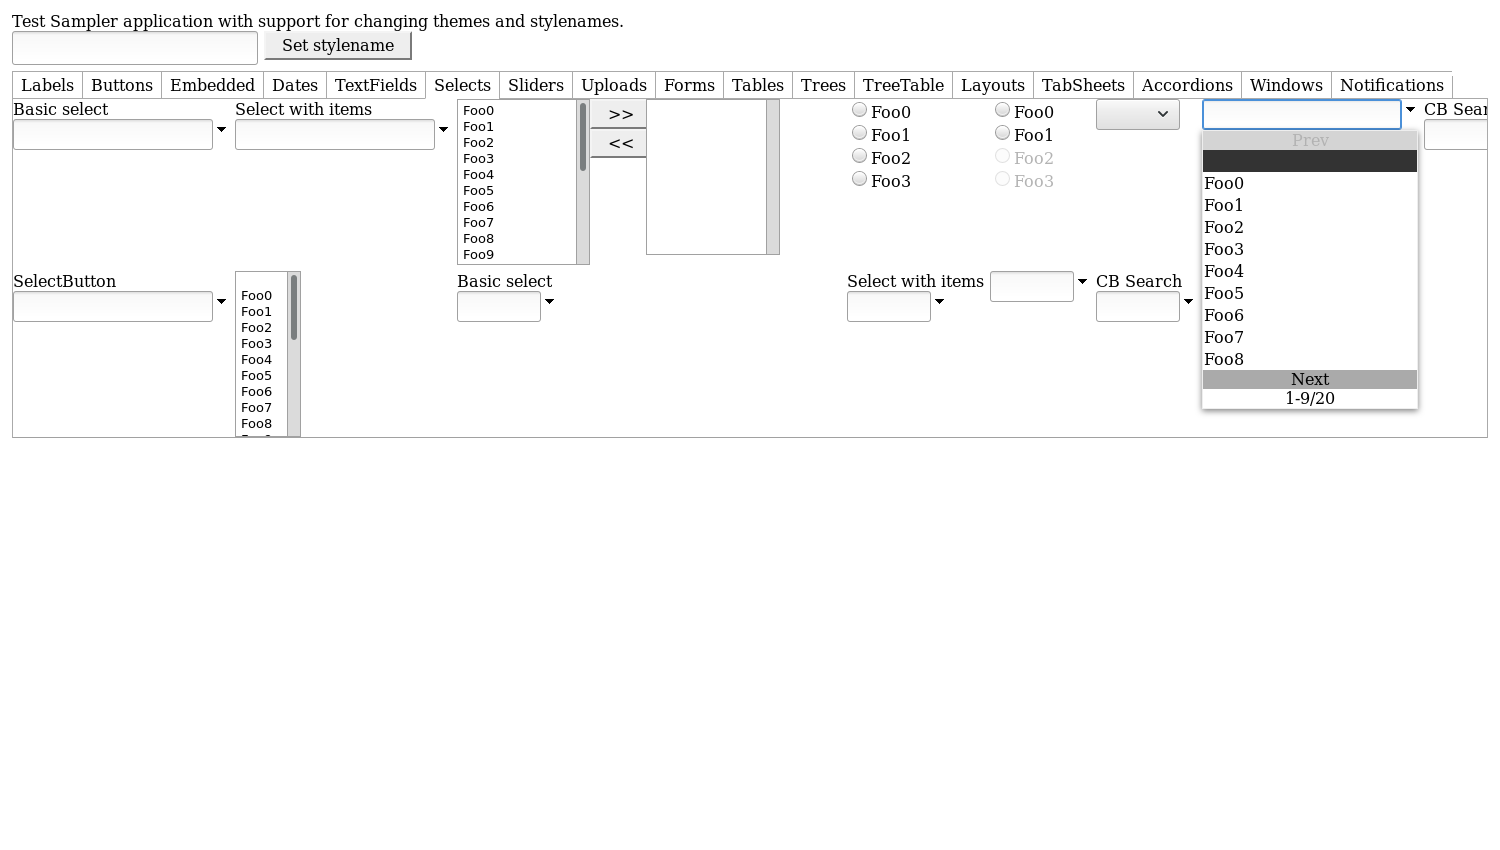 Test Sampler application with support for changing themes and stylenames.
Set stylename
Labels Buttons Embedded Dates TextFields Selects Sliders Uploads Forms Tables Trees TreeTable Layouts TabSheets Accordions Windows Notifications
Basic select
Select with items
Foo0
Foo1
Foo2
Foo3
Foo4
Foo5
Foo6
Foo7
Foo8
Foo9
>>
<<
Foo0
Foo1
Foo2
Foo3
Foo0
Foo1
Foo2
Foo3
Prev
Foo0
Foo1
Foo2
Foo3
Foo4
Foo5
Foo6
Foo7
Foo8
Next
1-9/20
CB Sear
SelectButton
Foo0
Foo1
Foo2
Foo3
Foo4
Foo5
Foo6
Foo7
Foo8
Basic select
Select with items
CB Search